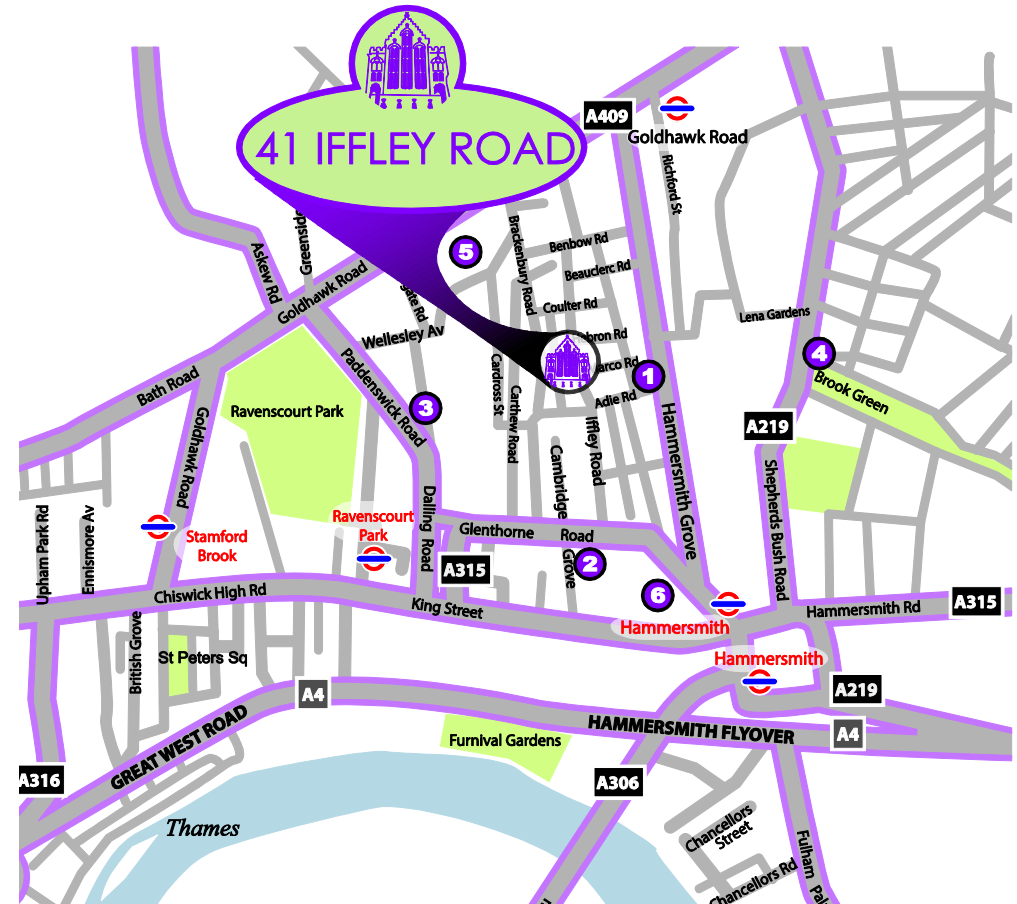 41 IFFLEY ROAD
A409
Goldhawk Road
Richford St
Greenside
Askew Rd
Goldhawk Road
5
Brackenbury Road
Benbow Rd
Beauclerc Rd
Coulter Rd
Lena Gardens
Wellesley Av
Bath Road
Paddenswick Road
Ravenscourt Park
3
Cardross St
Carthew Road
1
Adie Rd
Iffley Road
4
Brook Green
A219
Goldhawk Road
Hammersmith Grove
Shepherds Bush Road
Cambridge
Grove
Upham Park Rd
Ennismore Av
Stamford
Brook
Ravenscourt
Park
Dalling Road
Glenthorne Road
A315
2
6
Chiswick High Rd
King Street
Hammersmith
Hammersmith Rd
A315
British Grove
St Peters Sq
Hammersmith
A219
A4
GREAT WEST ROAD
HAMMERSMITH FLYOVER
A4
Furnival Gardens
A316
A306
Thames
Chancellors
Street
Chancellors Rd
Fulham